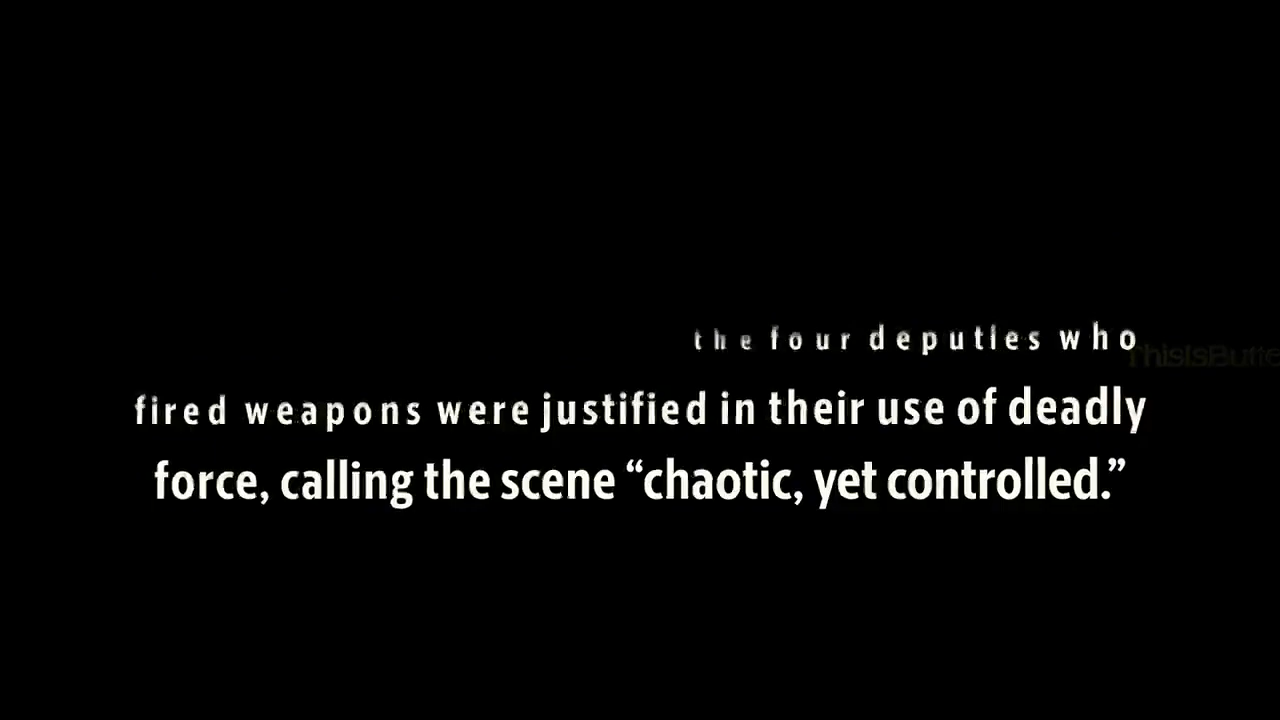 the four deputies who
fired weapons were justified in their use of deadly
force, calling the scene “chaotic, yet controlled.”